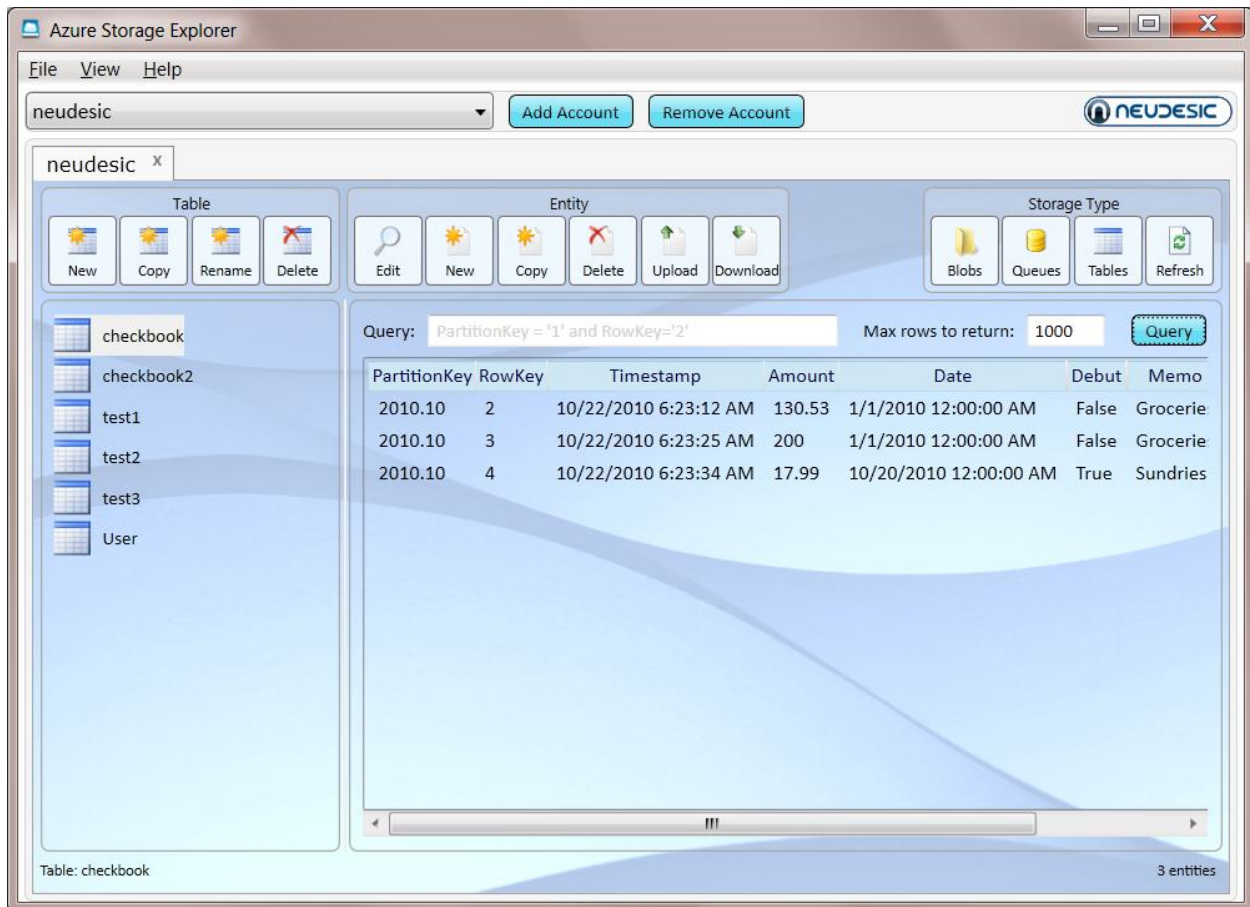 Azure Storage Explorer
File View Help
neudesic Add Account Remove Account NEUDESIC
neudesic x
Table Entity Storage Type
New Copy Rename Delete Edit New Copy Delete Upload Download Blobs Queues Tables Refresh
checkbook
checkbook2
test1
test2
test3
User
Query: PartitionKey = '1' and RowKey='2' Max rows to return: 1000 Query
PartitionKey RowKey Timestamp Amount Date Debut Memo
2010.10 2 10/22/2010 6:23:12 AM 130.53 1/1/2010 12:00:00 AM False Grocerie
2010.10 3 10/22/2010 6:23:25 AM 200 1/1/2010 12:00:00 AM False Grocerie
2010.10 4 10/22/2010 6:23:34 AM 17.99 10/20/2010 12:00:00 AM True Sundries
Table: checkbook 3 entities